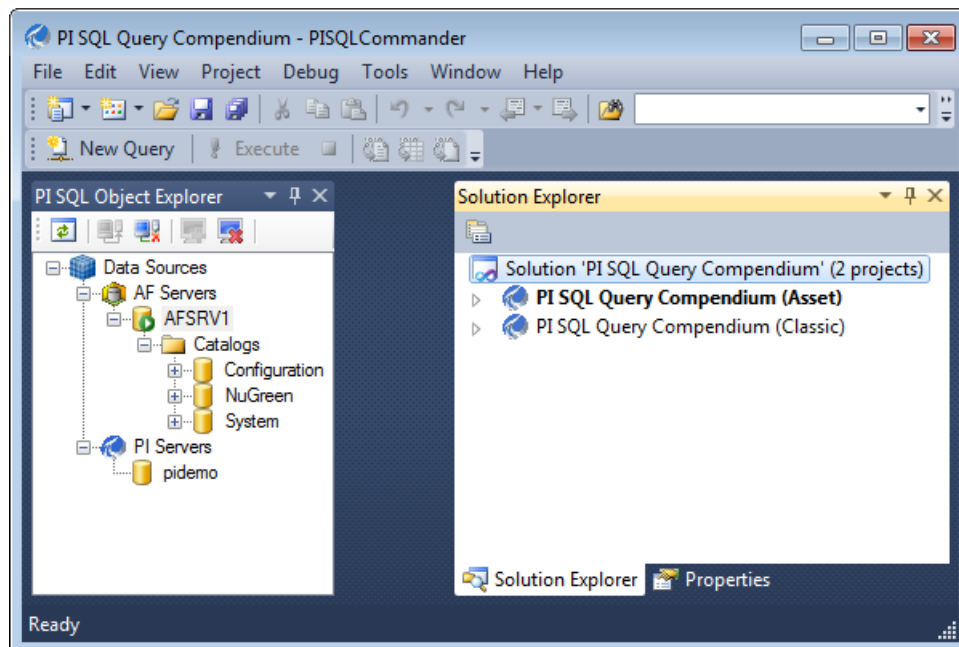 PI SQL Query Compendium - PISQLCommander
File Edit View Project Debug Tools Window Help
New Query Execute
PI SQL Object Explorer
Data Sources
AF Servers
AFSRV1
Catalogs
Configuration
NuGreen
System
PI Servers
pidemo
Solution Explorer
Solution 'PI SQL Query Compendium' (2 projects)
PI SQL Query Compendium (Asset)
PI SQL Query Compendium (Classic)
Solution Explorer Properties
Ready